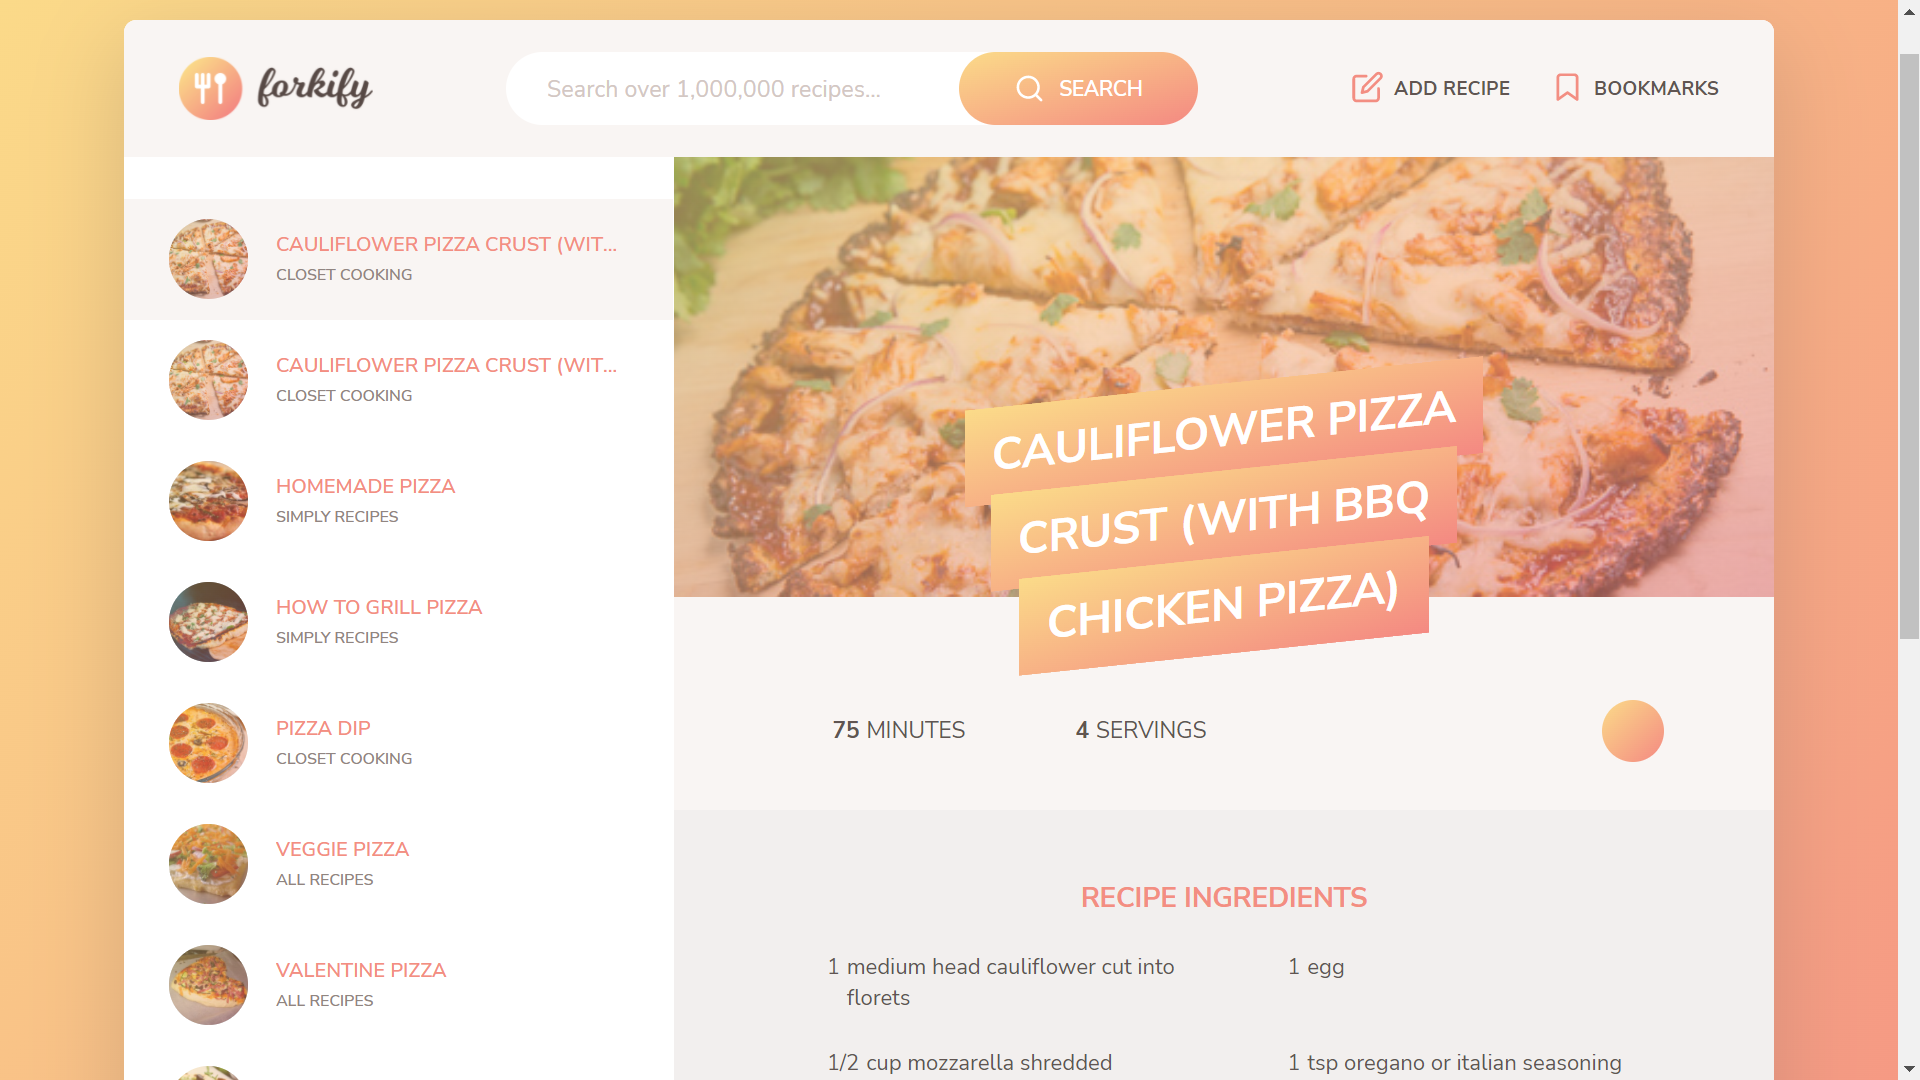 forkify
Search over 1,000,000 recipes...
SEARCH
ADD RECIPE
BOOKMARKS
CAULIFLOWER PIZZA CRUST (WIT...
CLOSET COOKING
CAULIFLOWER PIZZA CRUST (WIT...
CLOSET COOKING
HOMEMADE PIZZA
SIMPLY RECIPES
HOW TO GRILL PIZZA
SIMPLY RECIPES
PIZZA DIP
CLOSET COOKING
VEGGIE PIZZA
ALL RECIPES
VALENTINE PIZZA
ALL RECIPES
CAULIFLOWER PIZZA
CRUST (WITH BBQ
CHICKEN PIZZA)
75 MINUTES
4 SERVINGS
RECIPE INGREDIENTS
1 medium head cauliflower cut into
florets
1 egg
1/2 cup mozzarella shredded
1 tsp oregano or italian seasoning